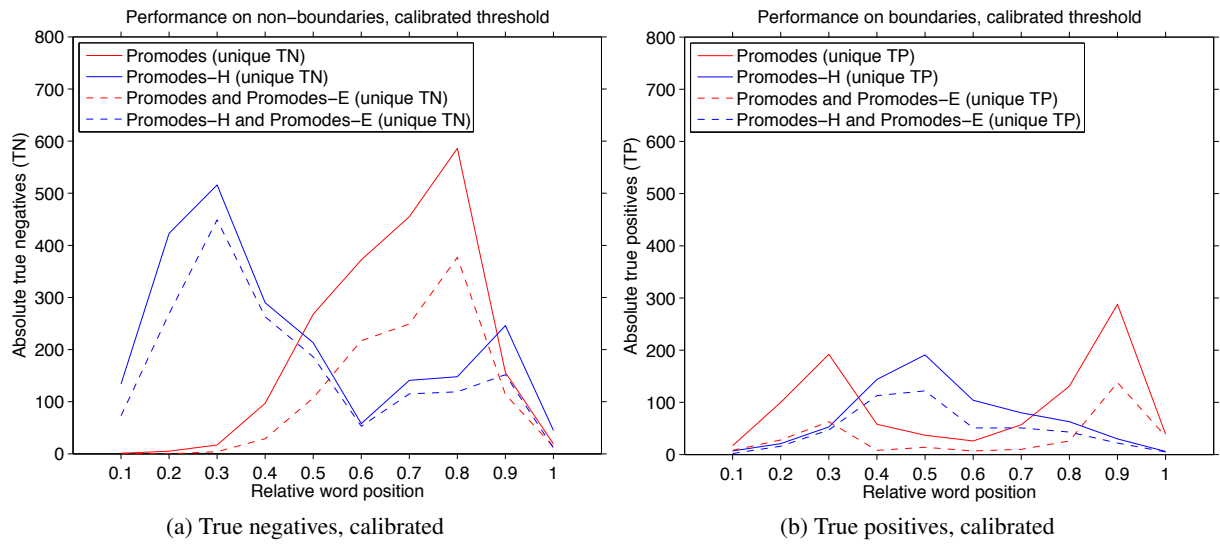 Performance on non-boundaries, calibrated threshold
800
700
600
500
400
300
200
100
0
Absolute true negatives (TN)
Promodes (unique TN)
Promodes-H (unique TN)
Promodes and Promodes-E (unique TN)
Promodes-H and Promodes-E (unique TN)
0.1 0.2 0.3 0.4 0.5 0.6 0.7 0.8 0.9 1
Relative word position
(a) True negatives, calibrated
Performance on boundaries, calibrated threshold
800
700
600
500
400
300
200
100
0
Absolute true positives (TP)
Promodes (unique TP)
Promodes-H (unique TP)
Promodes and Promodes-E (unique TP)
Promodes-H and Promodes-E (unique TP)
0.1 0.2 0.3 0.4 0.5 0.6 0.7 0.8 0.9 1
Relative word position
(b) True positives, calibrated